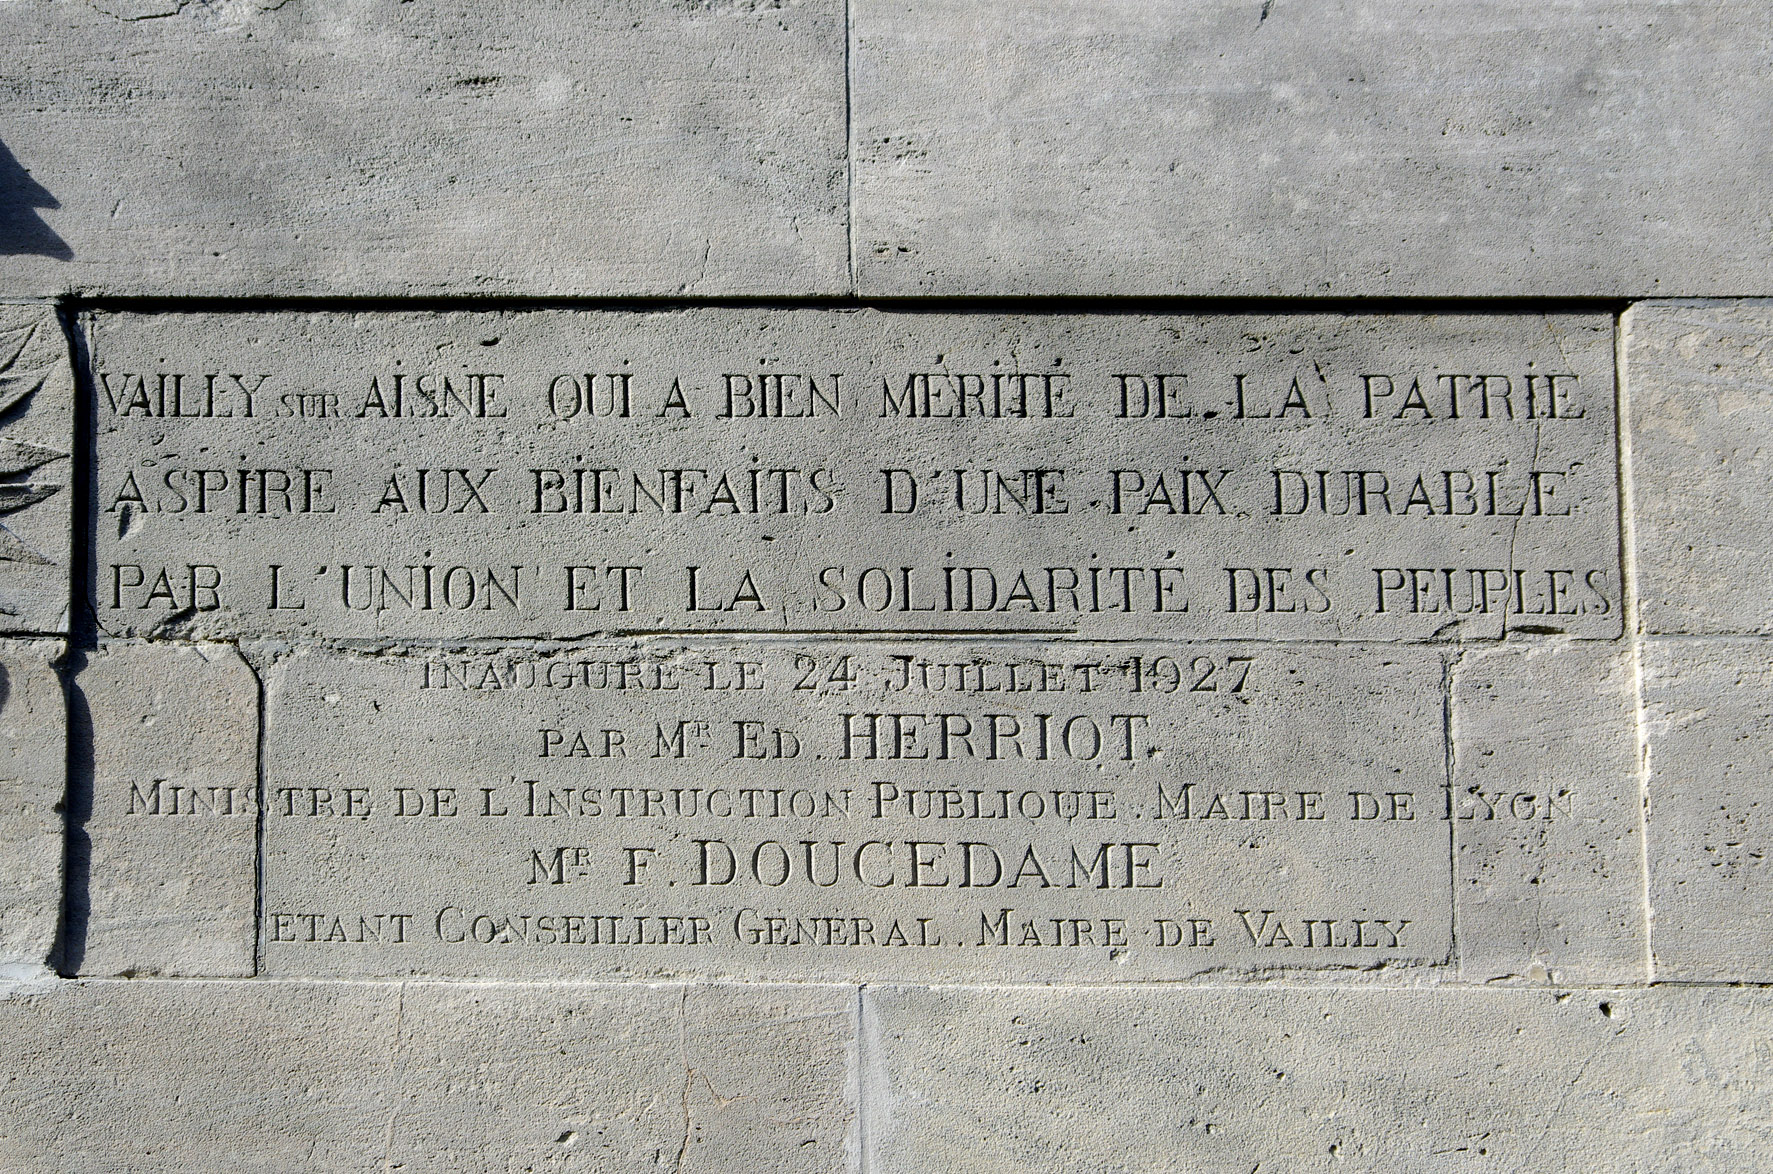 VAILLY SUR AISNE QUI A BIEN MÉRITÉ DE LA PATRIE
ASPIRE AUX BIENFAITS D'UNE PAIX DURABLE
PAR L'UNION ET LA SOLIDARITÉ DES PEUPLES
INAUGURE LE 24 JUILLET 1927
PAR MR ED. HERRIOT
MINISTRE DE L'INSTRUCTION PUBLIQUE. MAIRE DE LYON
MR F. DOUCEDAME
ETANT CONSEILLER GENERAL. MAIRE DE VAILLY